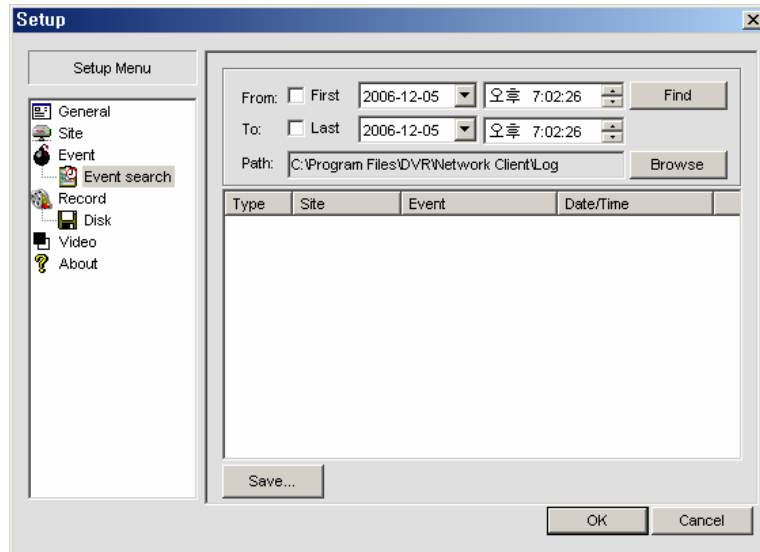 Setup
Setup Menu
General
Site
Event
Event search
Record
Disk
Video
About
From: First 2006-12-05 오후 7:02:26 Find
To: Last 2006-12-05 오후 7:02:26
Path: C:\Program Files\DVR\Network Client\Log Browse
Type Site Event Date/Time
Save...
OK Cancel